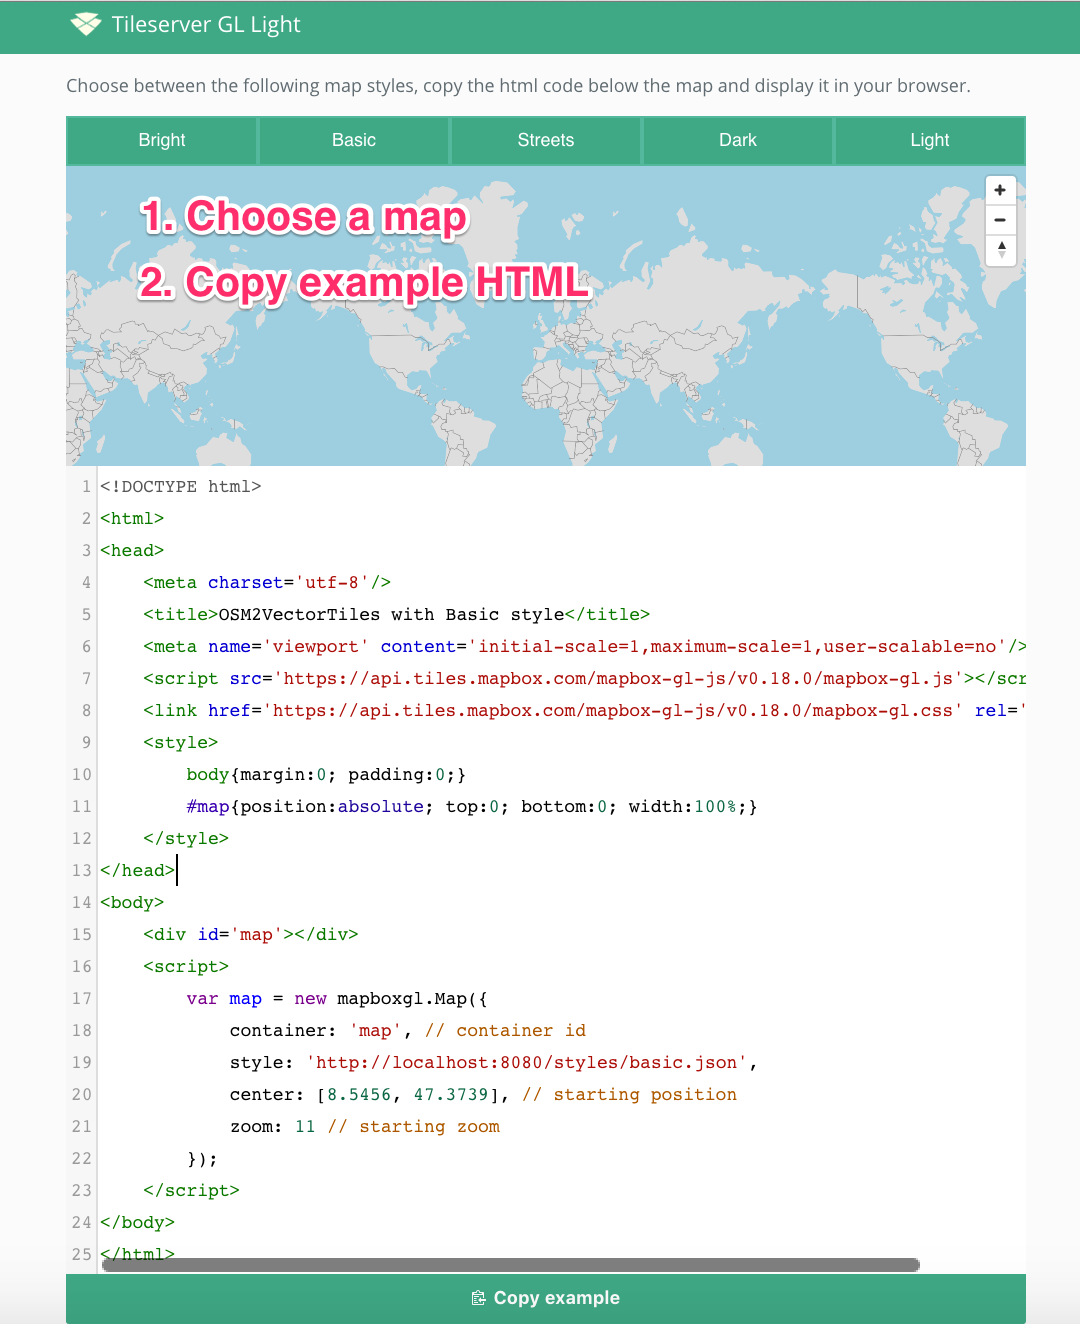 Tileserver GL Light
Choose between the following map styles, copy the html code below the map and display it in your browser.
Bright Basic Streets Dark Light
1. Choose a map
2. Copy example HTML
1 <!DOCTYPE html>
2 <html>
3 <head>
4     <meta charset='utf-8'/>
5     <title>OSM2VectorTiles with Basic style</title>
6     <meta name='viewport' content='initial-scale=1,maximum-scale=1,user-scalable=no'/>
7     <script src='https://api.tiles.mapbox.com/mapbox-gl-js/v0.18.0/mapbox-gl.js'></scr
8     <link href='https://api.tiles.mapbox.com/mapbox-gl-js/v0.18.0/mapbox-gl.css' rel='
9     <style>
10         body{margin:0; padding:0;}
11         #map{position:absolute; top:0; bottom:0; width:100%;}
12     </style>
13 </head>
14 <body>
15     <div id='map'></div>
16     <script>
17         var map = new mapboxgl.Map({
18             container: 'map', // container id
19             style: 'http://localhost:8080/styles/basic.json',
20             center: [8.5456, 47.3739], // starting position
21             zoom: 11 // starting zoom
22         });
23     </script>
24 </body>
25 </html>
Copy example